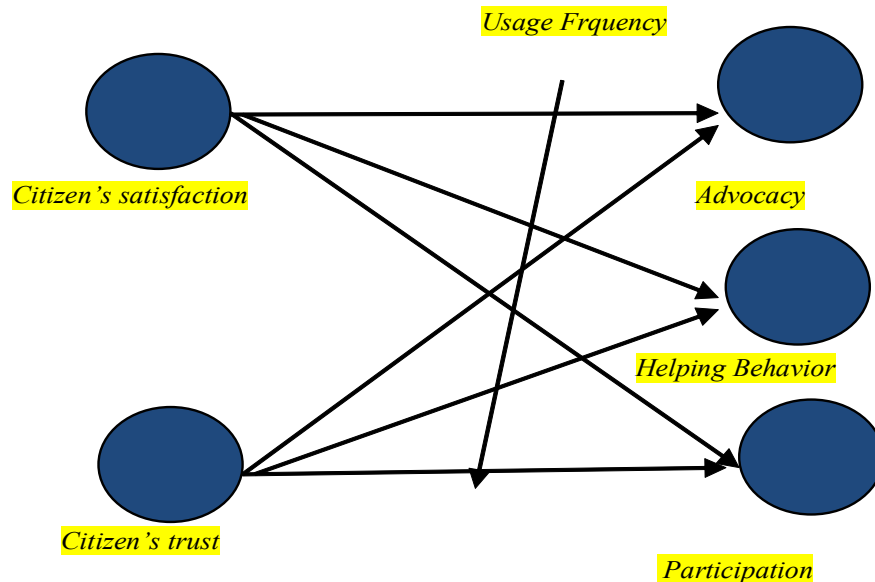 Usage Frquency
Citizen’s satisfaction
Advocacy
Helping Behavior
Citizen’s trust
Participation